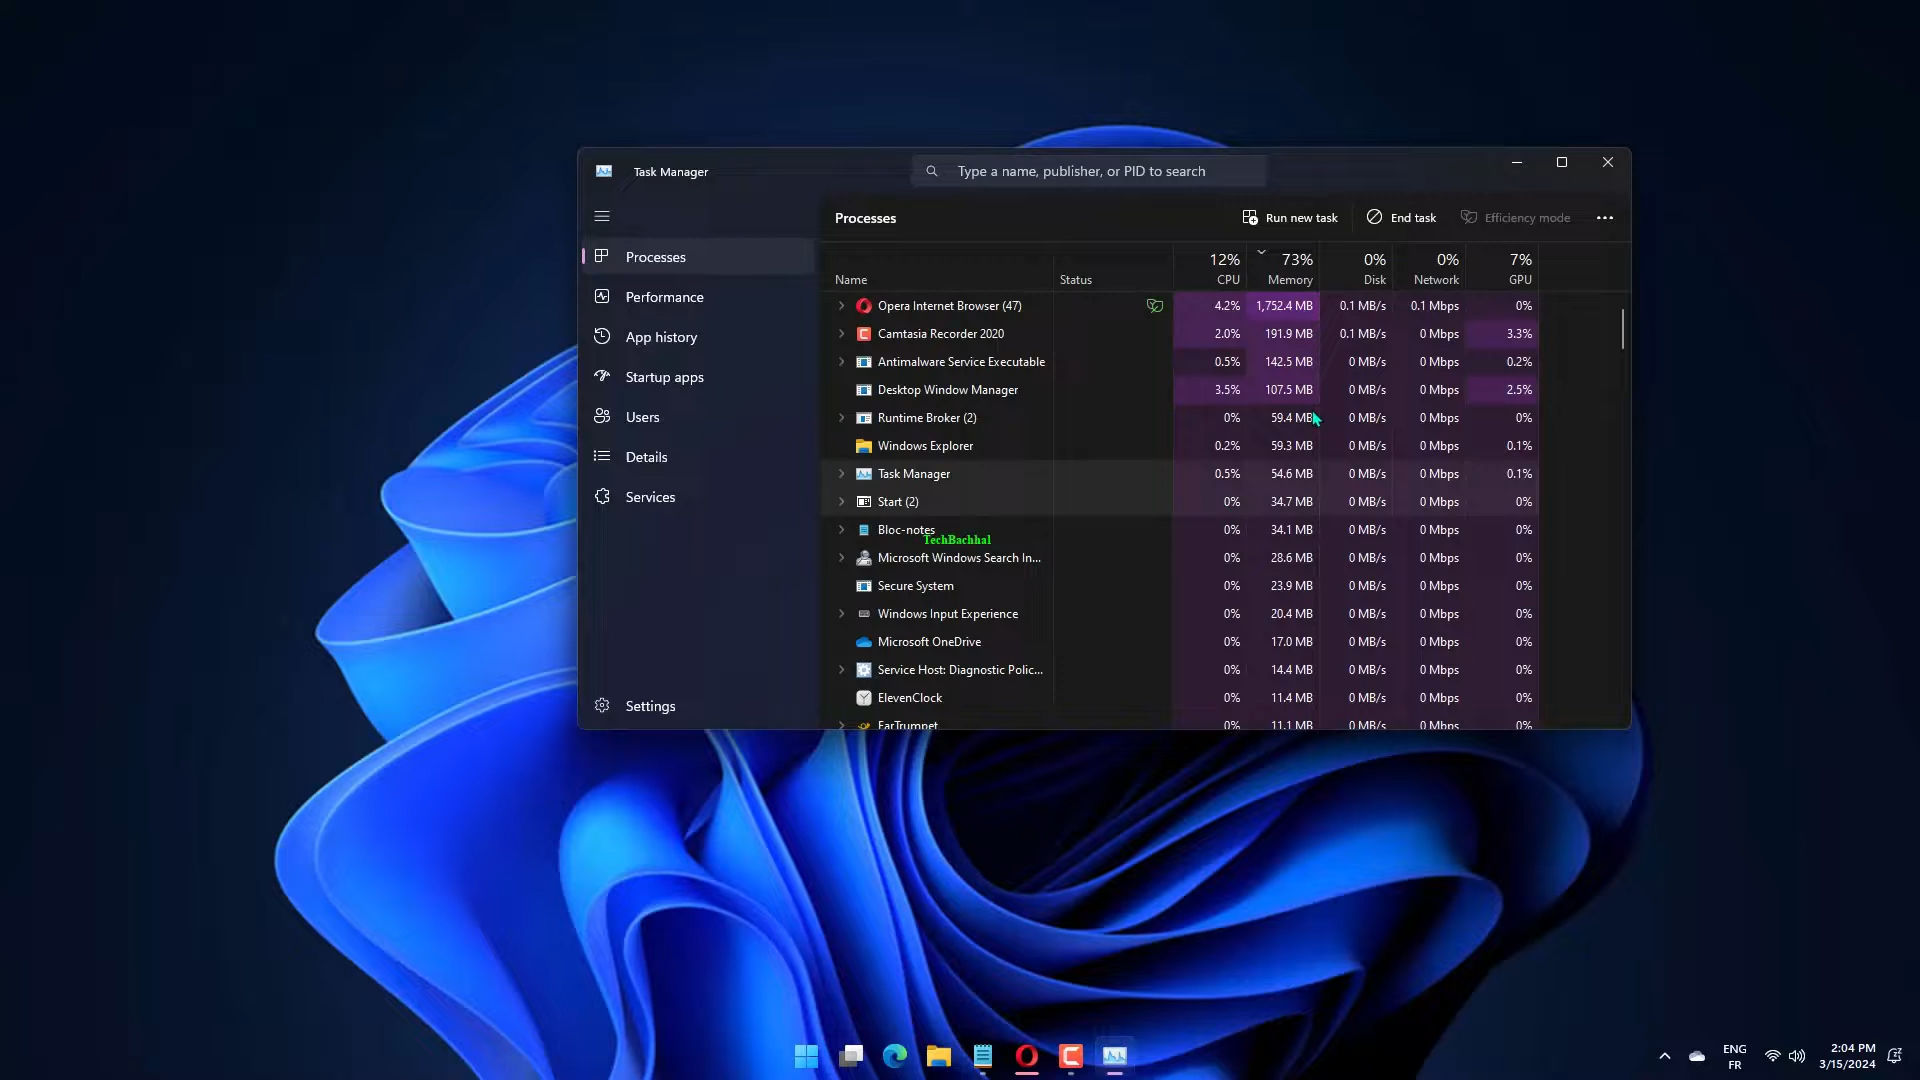 Task Manager
Type a name, publisher, or PID to search
Processes
Run new task
End task
Efficiency mode
Processes
Performance
App history
Startup apps
Users
Details
Services
Settings
12% 73% 0% 0% 7%
Name Status CPU Memory Disk Network GPU
Opera Internet Browser (47) 4.2% 1,752.4 MB 0.1 MB/s 0.1 Mbps 0%
Camtasia Recorder 2020 2.0% 191.9 MB 0.1 MB/s 0 Mbps 3.3%
Antimalware Service Executable 0.5% 142.5 MB 0 MB/s 0 Mbps 0.2%
Desktop Window Manager 3.5% 107.5 MB 0 MB/s 0 Mbps 2.5%
Runtime Broker (2) 0% 59.4 MB 0 MB/s 0 Mbps 0%
Windows Explorer 0.2% 59.3 MB 0 MB/s 0 Mbps 0.1%
Task Manager 0.5% 54.6 MB 0 MB/s 0 Mbps 0.1%
Start (2) 0% 34.7 MB 0 MB/s 0 Mbps 0%
Bloc-notes 0% 34.1 MB 0 MB/s 0 Mbps 0%
TechBachhal
Microsoft Windows Search In... 0% 28.6 MB 0 MB/s 0 Mbps 0%
Secure System 0% 23.9 MB 0 MB/s 0 Mbps 0%
Windows Input Experience 0% 20.4 MB 0 MB/s 0 Mbps 0%
Microsoft OneDrive 0% 17.0 MB 0 MB/s 0 Mbps 0%
Service Host: Diagnostic Polic... 0% 14.4 MB 0 MB/s 0 Mbps 0%
ElevenClock 0% 11.4 MB 0 MB/s 0 Mbps 0%
EarTrumpet 0% 11.1 MB 0 MB/s 0 Mbps 0%
ENG
FR
2:04 PM
3/15/2024